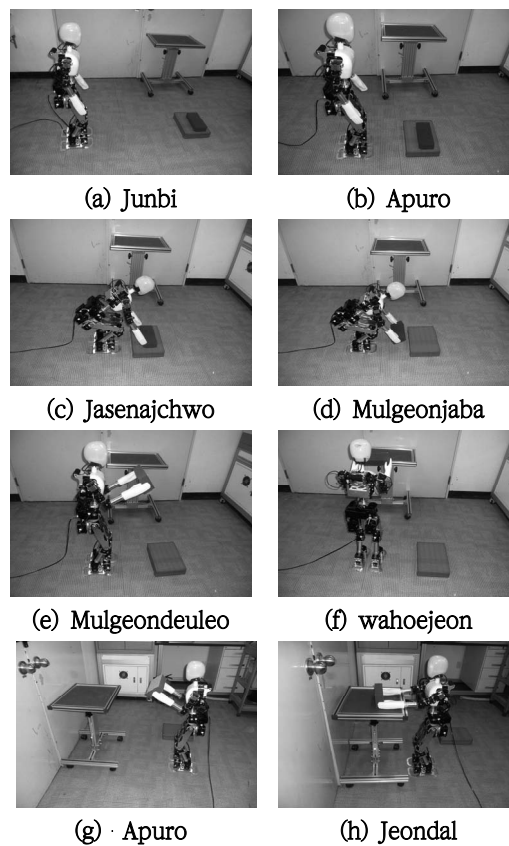 (a) Junbi
(b) Apuro
(c) Jasenajchwo
(d) Mulgeonjaba
(e) Mulgeondeuleo
(f) wahoejeon
(g) · Apuro
(h) Jeondal